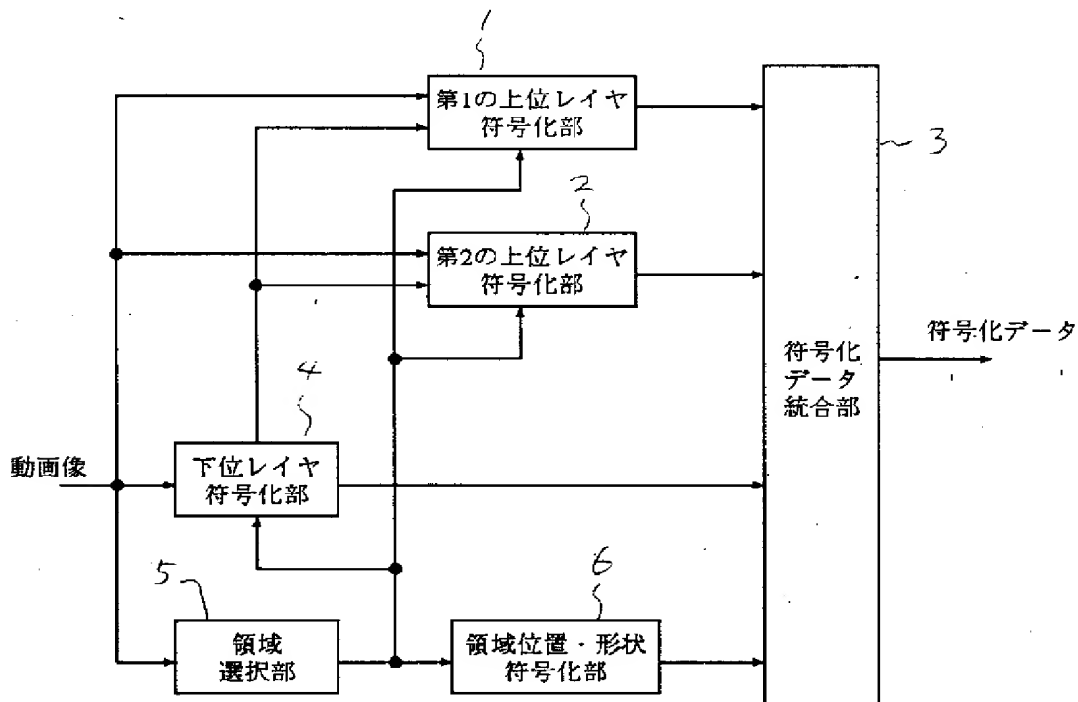 1
第1の上位レイヤ
符号化部
3
2
第2の上位レイヤ
符号化部
符号化データ
符号化
データ
統合部
4
動画像
下位レイヤ
符号化部
5
6
領域
選択部
領域位置・形状
符号化部